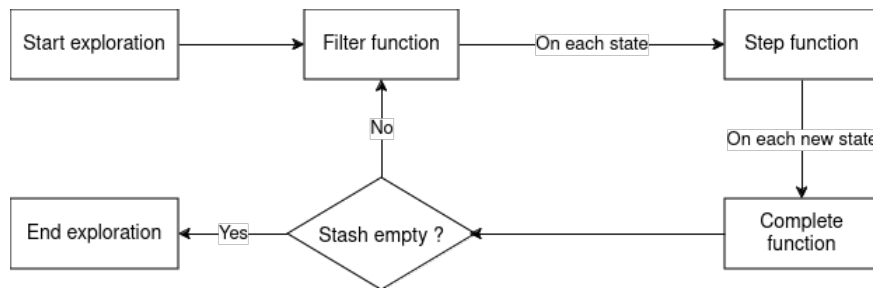 Start exploration
Filter function
On each state
Step function
No
On each new state
End exploration
Yes
Stash empty ?
Complete
function